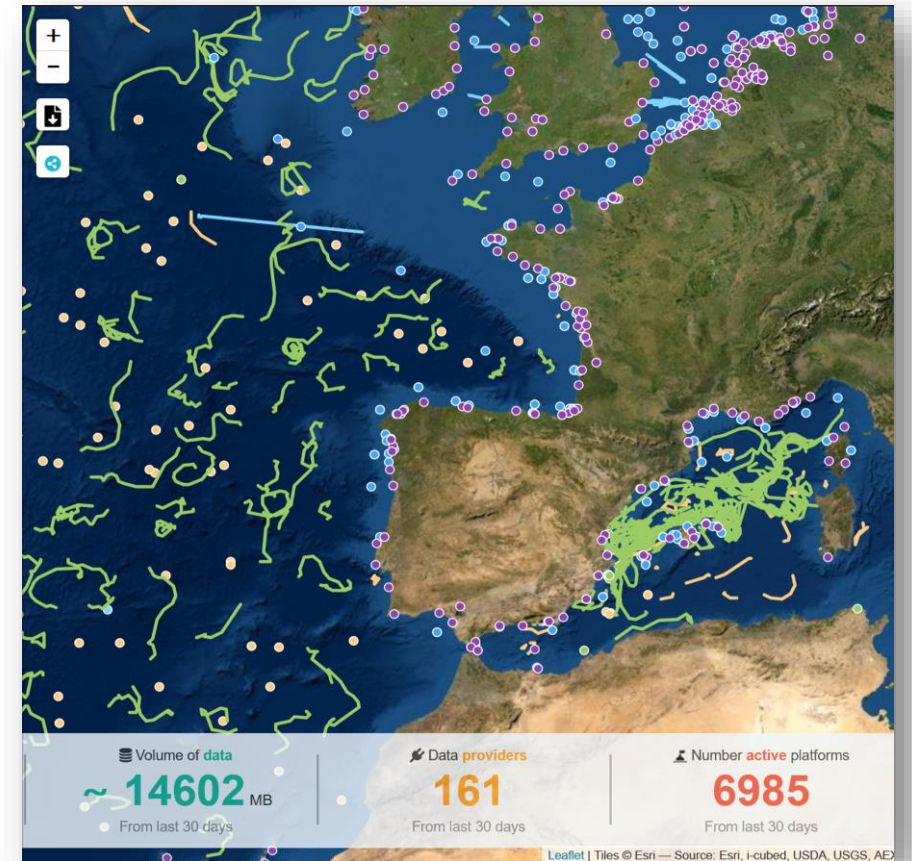 +
−
Volume of data
~ 14602 MB
From last 30 days
Data providers
161
From last 30 days
Number active platforms
6985
From last 30 days
Leaflet | Tiles © Esri — Source: Esri, i-cubed, USDA, USGS, AEX